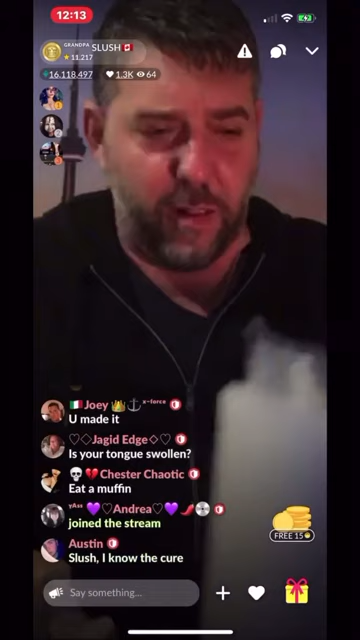 12:13
GRANDPA SLUSH🇨🇦
★11,217
16,118,497 ♥1.3K 64
🇮🇹Joey 👑⚓ˣ⁻ᶠᵒʳᶜᵉ
U made it
♡◇Jagid Edge◇♡
Is your tongue swollen?
💀💔Chester Chaotic
Eat a muffin
ʸᴬˢˢ 💜♡Andrea♡💜🌶️💿
joined the stream
Austin
Slush, I know the cure
FREE 15
Say something...